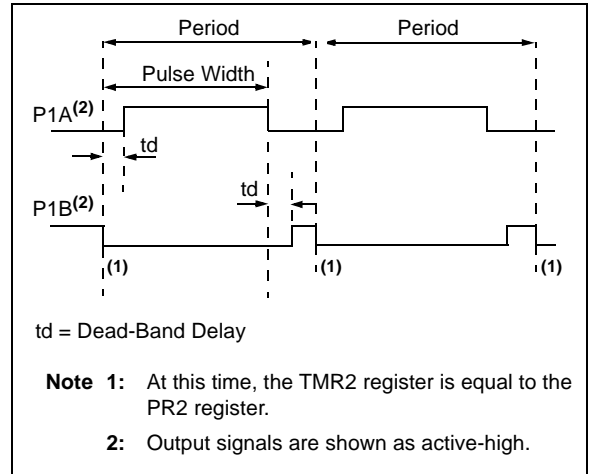 Period
Period
Pulse Width
P1A(2)
td
td
P1B(2)
(1)
(1)
(1)
td = Dead-Band Delay
Note 1: At this time, the TMR2 register is equal to the
PR2 register.
2: Output signals are shown as active-high.